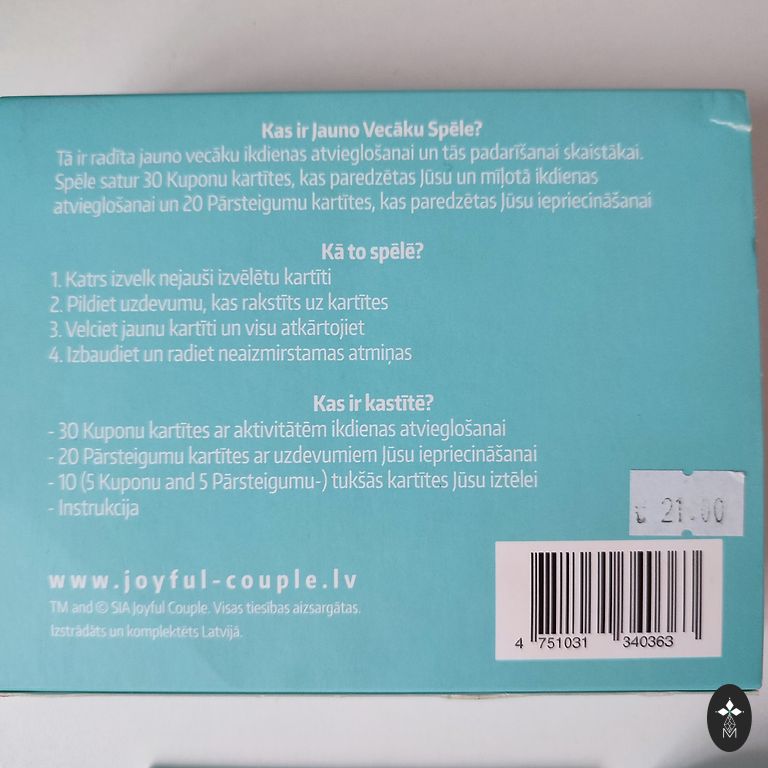 Kas ir Jauno Vecāku Spēle?
Tā ir radīta jauno vecāku ikdienas atvieglošanai un tās padarīšanai skaistākai.
Spēle satur 30 Kuponu kartītes, kas paredzētas Jūsu un mīļotā ikdienas
atvieglošanai un 20 Pārsteigumu kartītes, kas paredzētas Jūsu iepriecināšanai
Kā to spēlē?
1. Katrs izvelk nejauši izvēlētu kartīti
2. Pildiet uzdevumu, kas rakstīts uz kartītes
3. Velciet jaunu kartīti un visu atkārtojiet
4. Izbaudiet un radiet neaizmirstamas atmiņas
Kas ir kastītē?
- 30 Kuponu kartītes ar aktivitātēm ikdienas atvieglošanai
- 20 Pārsteigumu kartītes ar uzdevumiem Jūsu iepriecināšanai
- 10 (5 Kuponu and 5 Pārsteigumu-) tukšās kartītes Jūsu iztēlei
- Instrukcija
€ 21.00
www.joyful-couple.lv
TM and © SIA Joyful Couple. Visas tiesības aizsargātas.
Izstrādāts un komplektēts Latvijā.
4 751031 340363
M